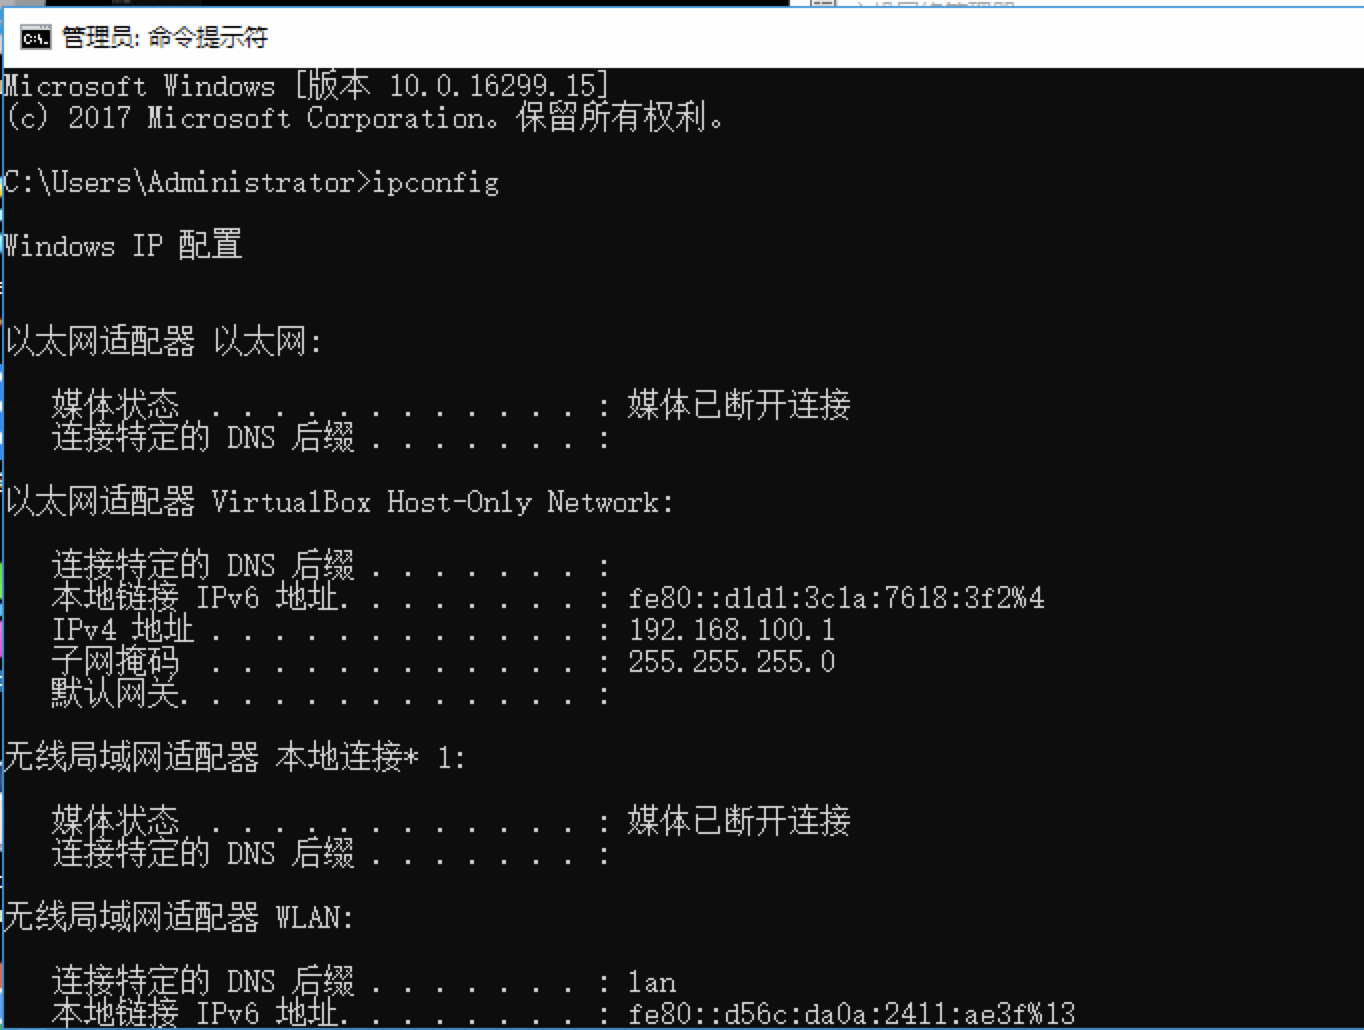 管理员: 命令提示符
Microsoft Windows [版本 10.0.16299.15]
(c) 2017 Microsoft Corporation。保留所有权利。
C:\Users\Administrator>ipconfig
Windows IP 配置
以太网适配器 以太网:
媒体状态 . . . . . . . . . . . . : 媒体已断开连接
连接特定的 DNS 后缀 . . . . . . . :
以太网适配器 VirtualBox Host-Only Network:
连接特定的 DNS 后缀 . . . . . . . :
本地链接 IPv6 地址. . . . . . . . : fe80::d1d1:3c1a:7618:3f2%4
IPv4 地址 . . . . . . . . . . . . : 192.168.100.1
子网掩码 . . . . . . . . . . . . : 255.255.255.0
默认网关. . . . . . . . . . . . . :
无线局域网适配器 本地连接* 1:
媒体状态 . . . . . . . . . . . . : 媒体已断开连接
连接特定的 DNS 后缀 . . . . . . . :
无线局域网适配器 WLAN:
连接特定的 DNS 后缀 . . . . . . . : lan
本地链接 IPv6 地址. . . . . . . . : fe80::d56c:da0a:2411:ae3f%13